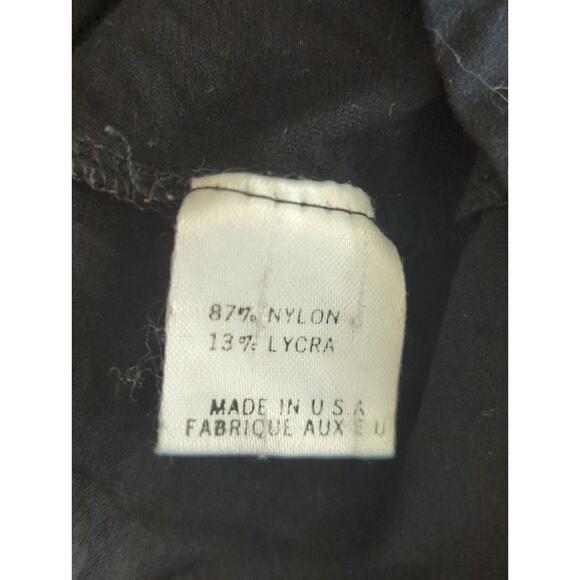 87% NYLON
13% LYCRA
MADE IN U.S.A
FABRIQUE AUX E U